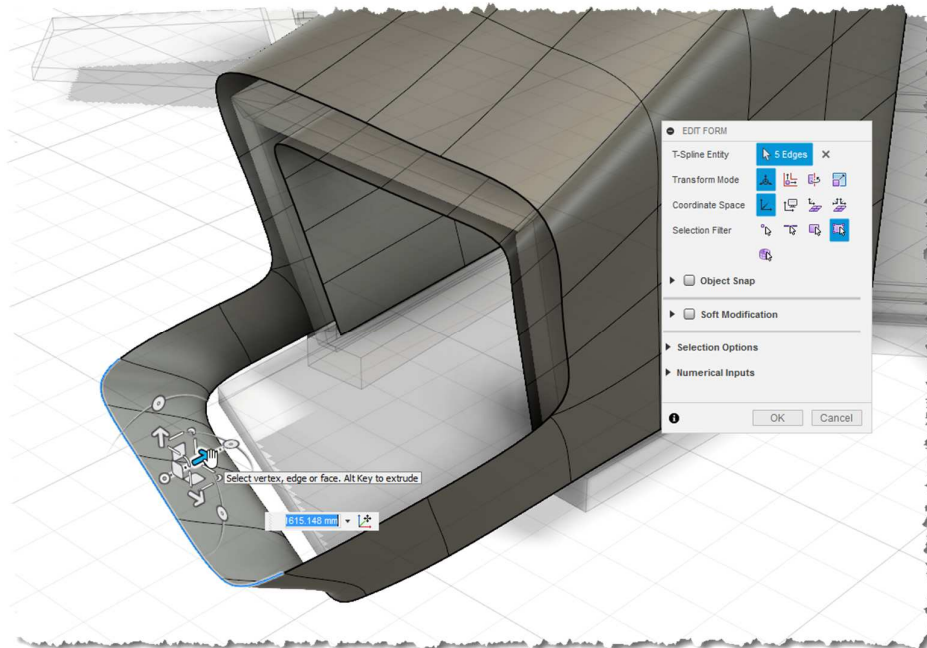 EDIT FORM
T-Spline Entity
5 Edges
Transform Mode
Coordinate Space
Selection Filter
Object Snap
Soft Modification
Selection Options
Numerical Inputs
OK
Cancel
Select vertex, edge or face. Alt Key to extrude
1615.148 mm